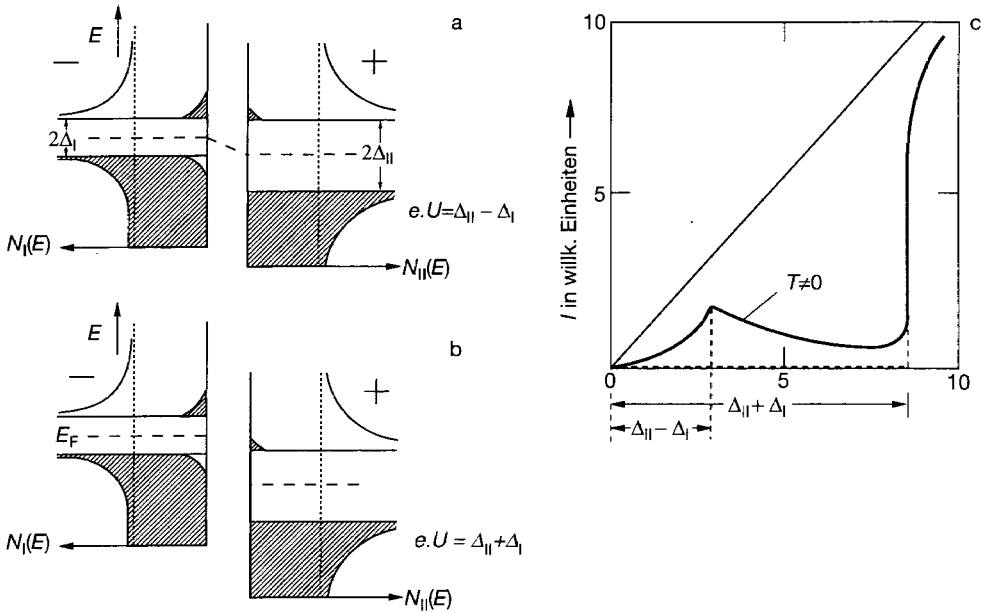 a
E
−
+
2Δ_I
2Δ_II
e.U=Δ_II − Δ_I
N_I(E)
N_II(E)
b
E
−
+
E_F
e.U = Δ_II+Δ_I
N_I(E)
N_II(E)
c
10
5
I in willk. Einheiten
T≠0
0
5
10
Δ_II+Δ_I
Δ_II − Δ_I